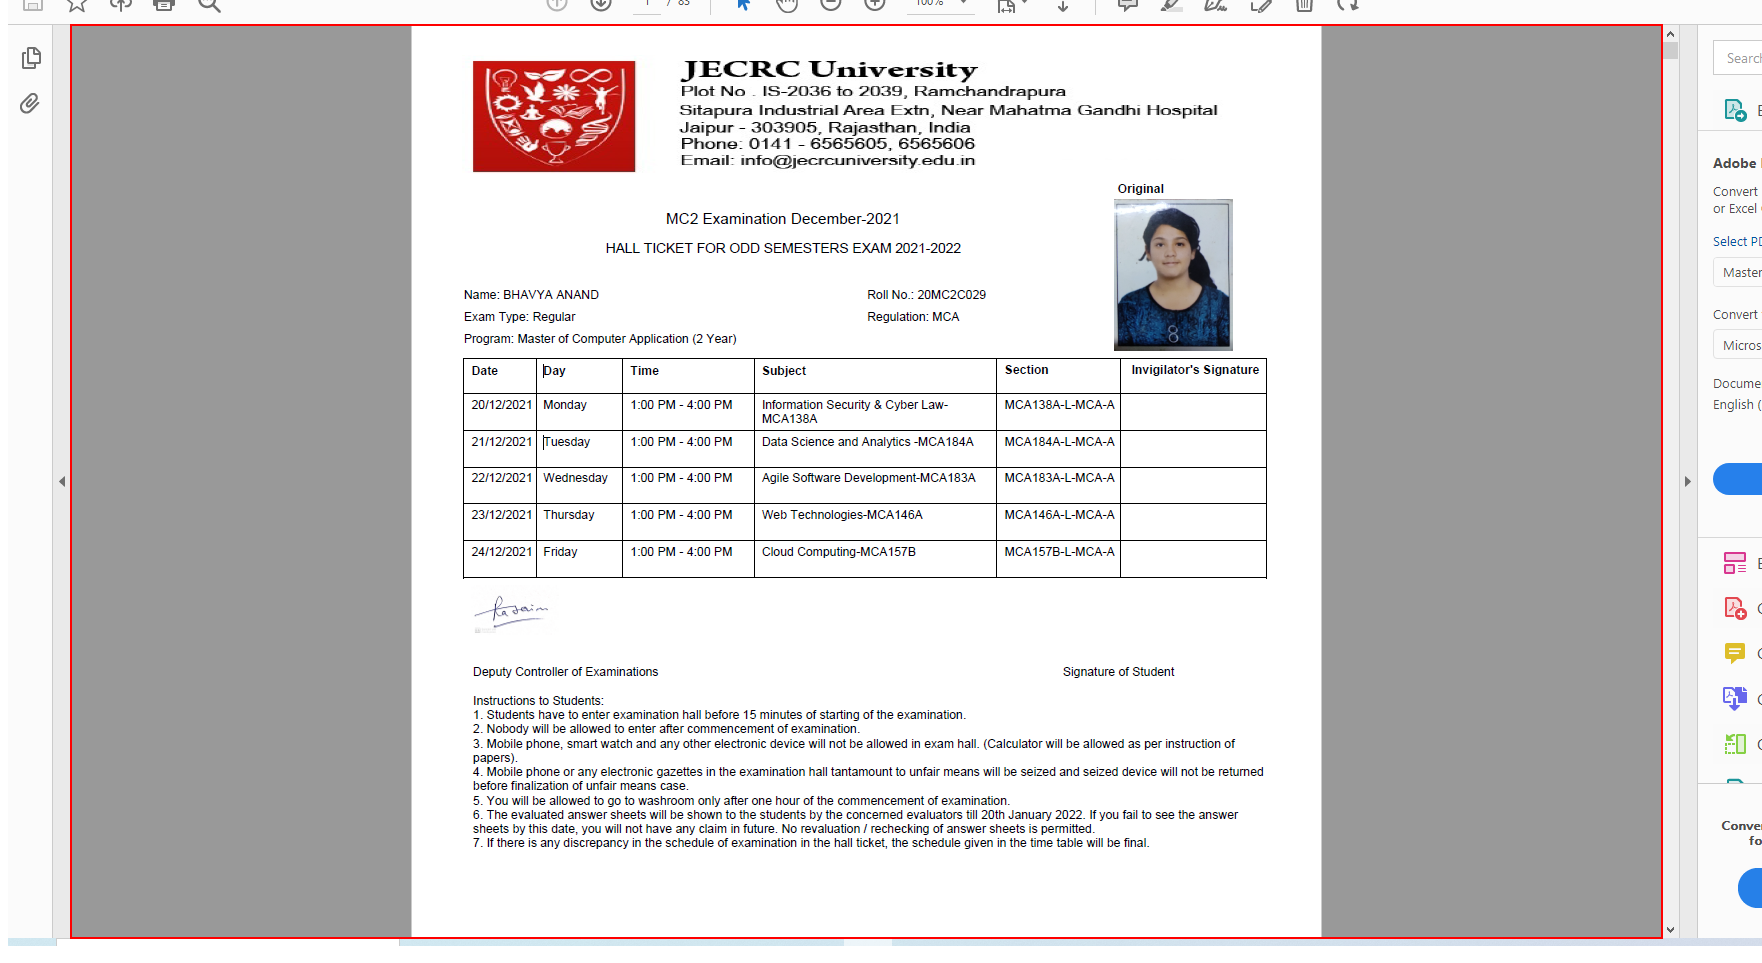 1 / 83
100%
JECRC University
Plot No . IS-2036 to 2039, Ramchandrapura
Sitapura Industrial Area Extn, Near Mahatma Gandhi Hospital
Jaipur - 303905, Rajasthan, India
Phone: 0141 - 6565605, 6565606
Email: info@jecrcuniversity.edu.in
Original
MC2 Examination December-2021
HALL TICKET FOR ODD SEMESTERS EXAM 2021-2022
8
Name: BHAVYA ANAND Roll No.: 20MC2C029
Exam Type: Regular Regulation: MCA
Program: Master of Computer Application (2 Year)
Date Day Time Subject Section Invigilator's Signature
20/12/2021 Monday 1:00 PM - 4:00 PM Information Security & Cyber Law-
MCA138A MCA138A-L-MCA-A
21/12/2021 Tuesday 1:00 PM - 4:00 PM Data Science and Analytics -MCA184A MCA184A-L-MCA-A
22/12/2021 Wednesday 1:00 PM - 4:00 PM Agile Software Development-MCA183A MCA183A-L-MCA-A
23/12/2021 Thursday 1:00 PM - 4:00 PM Web Technologies-MCA146A MCA146A-L-MCA-A
24/12/2021 Friday 1:00 PM - 4:00 PM Cloud Computing-MCA157B MCA157B-L-MCA-A
Deputy Controller of Examinations Signature of Student
Instructions to Students:
1. Students have to enter examination hall before 15 minutes of starting of the examination.
2. Nobody will be allowed to enter after commencement of examination.
3. Mobile phone, smart watch and any other electronic device will not be allowed in exam hall. (Calculator will be allowed as per instruction of
papers).
4. Mobile phone or any electronic gazettes in the examination hall tantamount to unfair means will be seized and seized device will not be returned
before finalization of unfair means case.
5. You will be allowed to go to washroom only after one hour of the commencement of examination.
6. The evaluated answer sheets will be shown to the students by the concerned evaluators till 20th January 2022. If you fail to see the answer
sheets by this date, you will not have any claim in future. No revaluation / rechecking of answer sheets is permitted.
7. If there is any discrepancy in the schedule of examination in the hall ticket, the schedule given in the time table will be final.
Adobe
Convert
or Excel
Select
Convert
English (